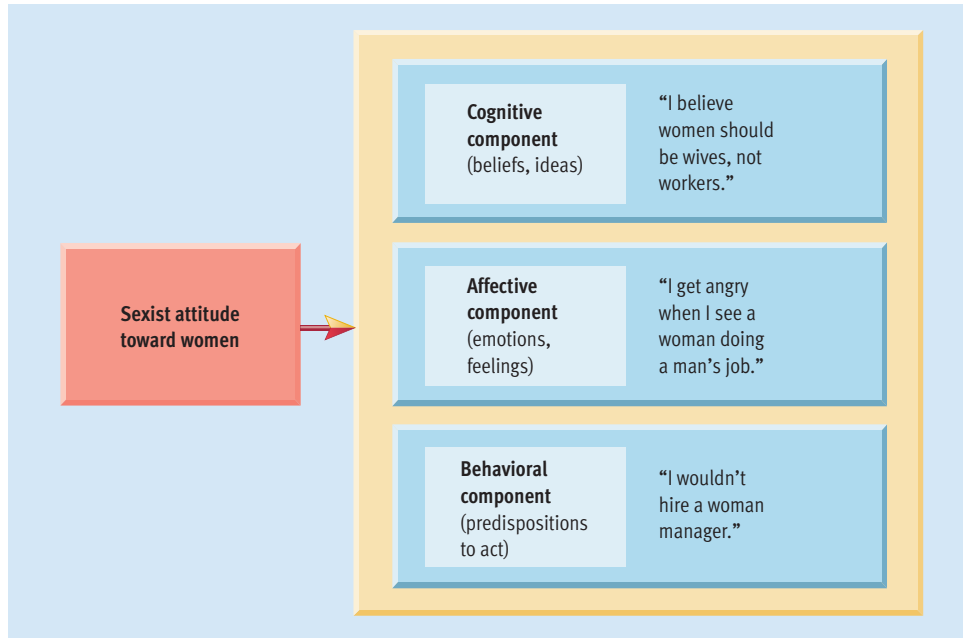 Sexist attitude
toward women
Cognitive
component
(beliefs, ideas)
“I believe
women should
be wives, not
workers.”
Affective
component
(emotions,
feelings)
“I get angry
when I see a
woman doing
a man’s job.”
Behavioral
component
(predispositions
to act)
“I wouldn’t
hire a woman
manager.”